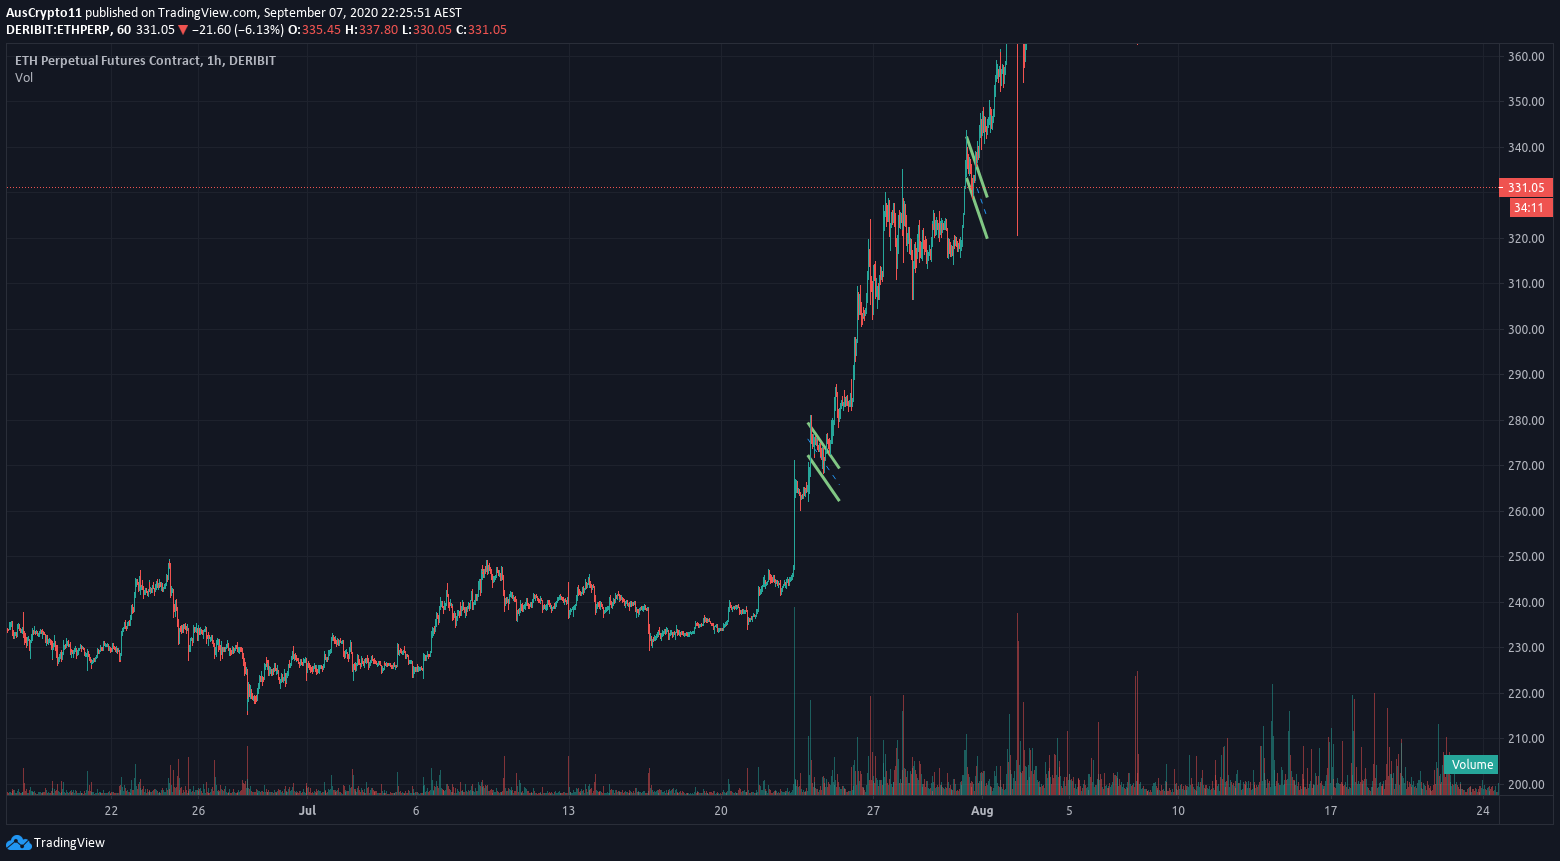 AusCrypto11 published on TradingView.com, September 07, 2020 22:25:51 AEST
DERIBIT:ETHPERP, 60 331.05 ▼ −21.60 (−6.13%) O:335.45 H:337.80 L:330.05 C:331.05
ETH Perpetual Futures Contract, 1h, DERIBIT
Vol
360.00
350.00
340.00
331.05
34:11
320.00
310.00
300.00
290.00
280.00
270.00
260.00
250.00
240.00
230.00
220.00
210.00
Volume
200.00
22 26 Jul 6 13 20 27 Aug 5 10 17 24
TradingView